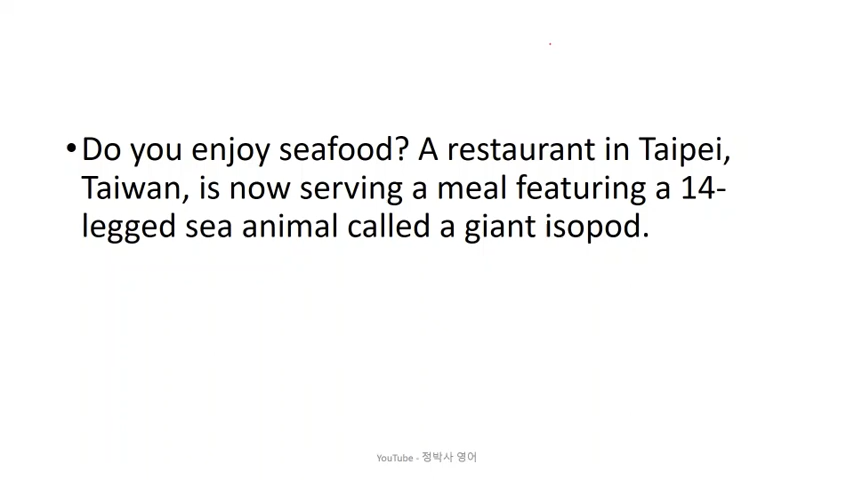 •Do you enjoy seafood? A restaurant in Taipei,
Taiwan, is now serving a meal featuring a 14-
legged sea animal called a giant isopod.
YouTube - 정박사 영어